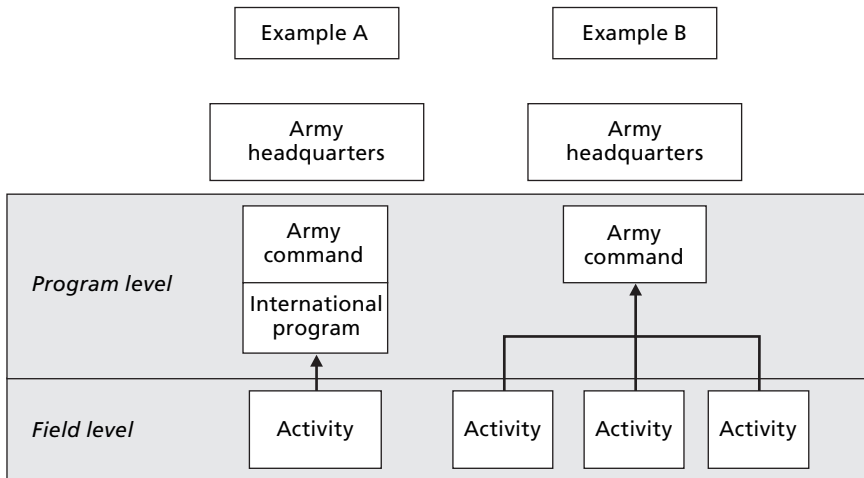 Example A
Example B
Army
headquarters
Army
headquarters
Program level
Army
command
International
program
Army
command
Field level
Activity
Activity
Activity
Activity